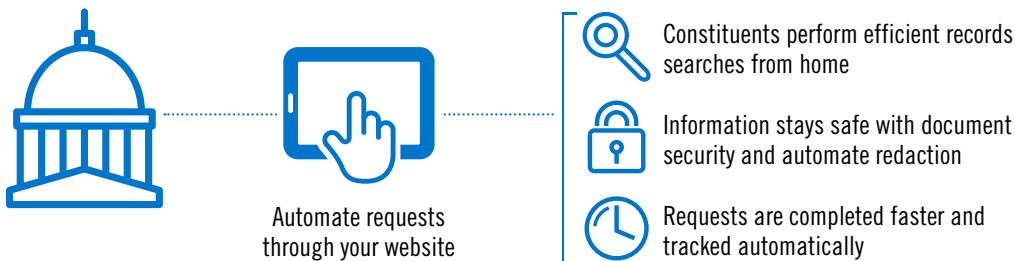 Automate requests
through your website
Constituents perform efficient records
searches from home
Information stays safe with document
security and automate redaction
Requests are completed faster and
tracked automatically